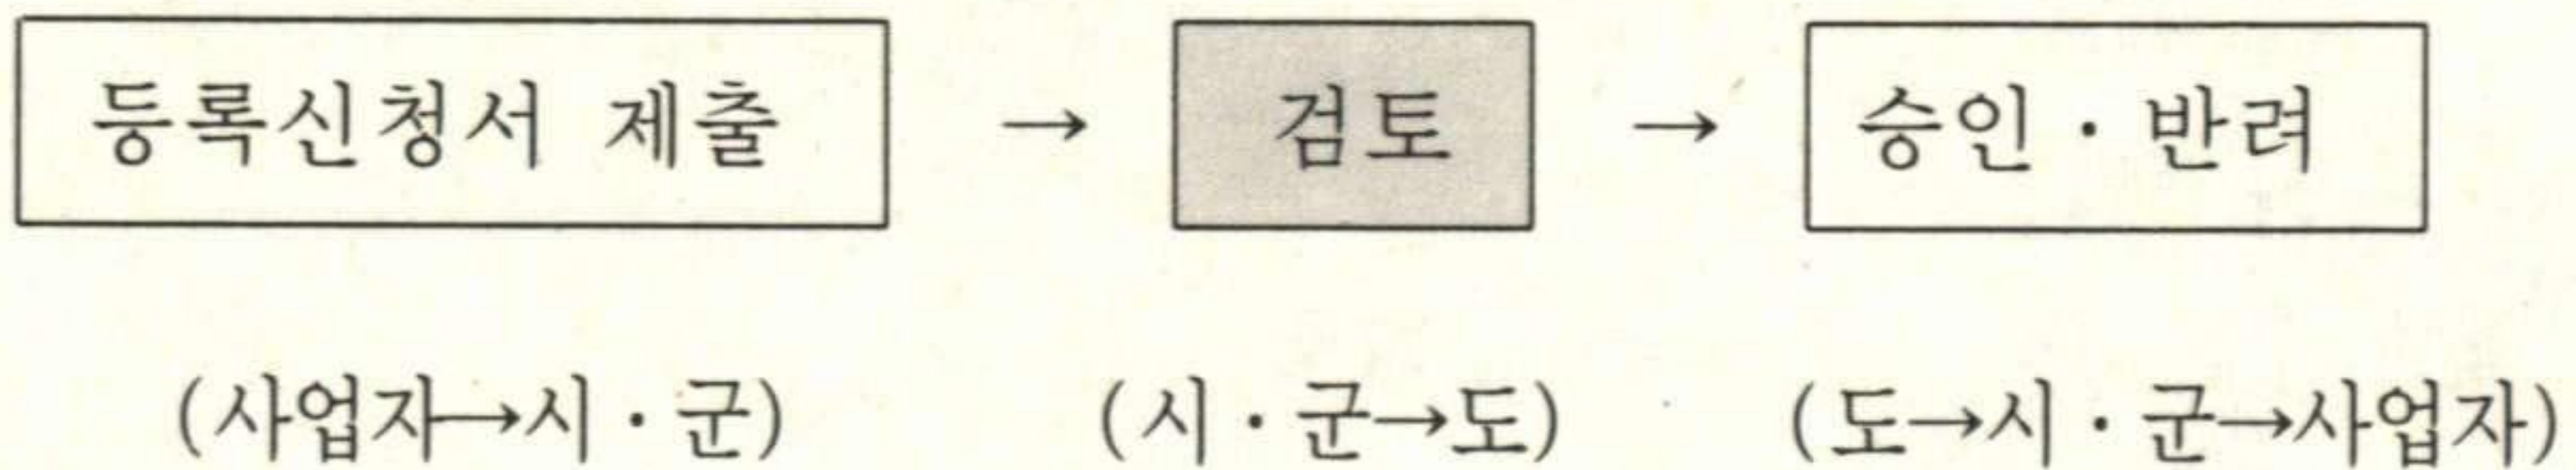 등록신청서 제출 → 검토 → 승인 · 반려
(사업자→시 · 군) (시 · 군→도) (도→시 · 군→사업자)